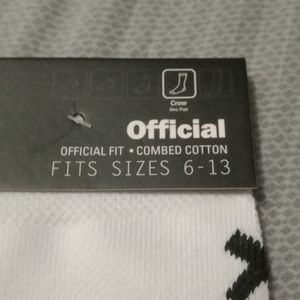 Crew
One Pair
Official
OFFICIAL FIT • COMBED COTTON
FITS SIZES 6-13